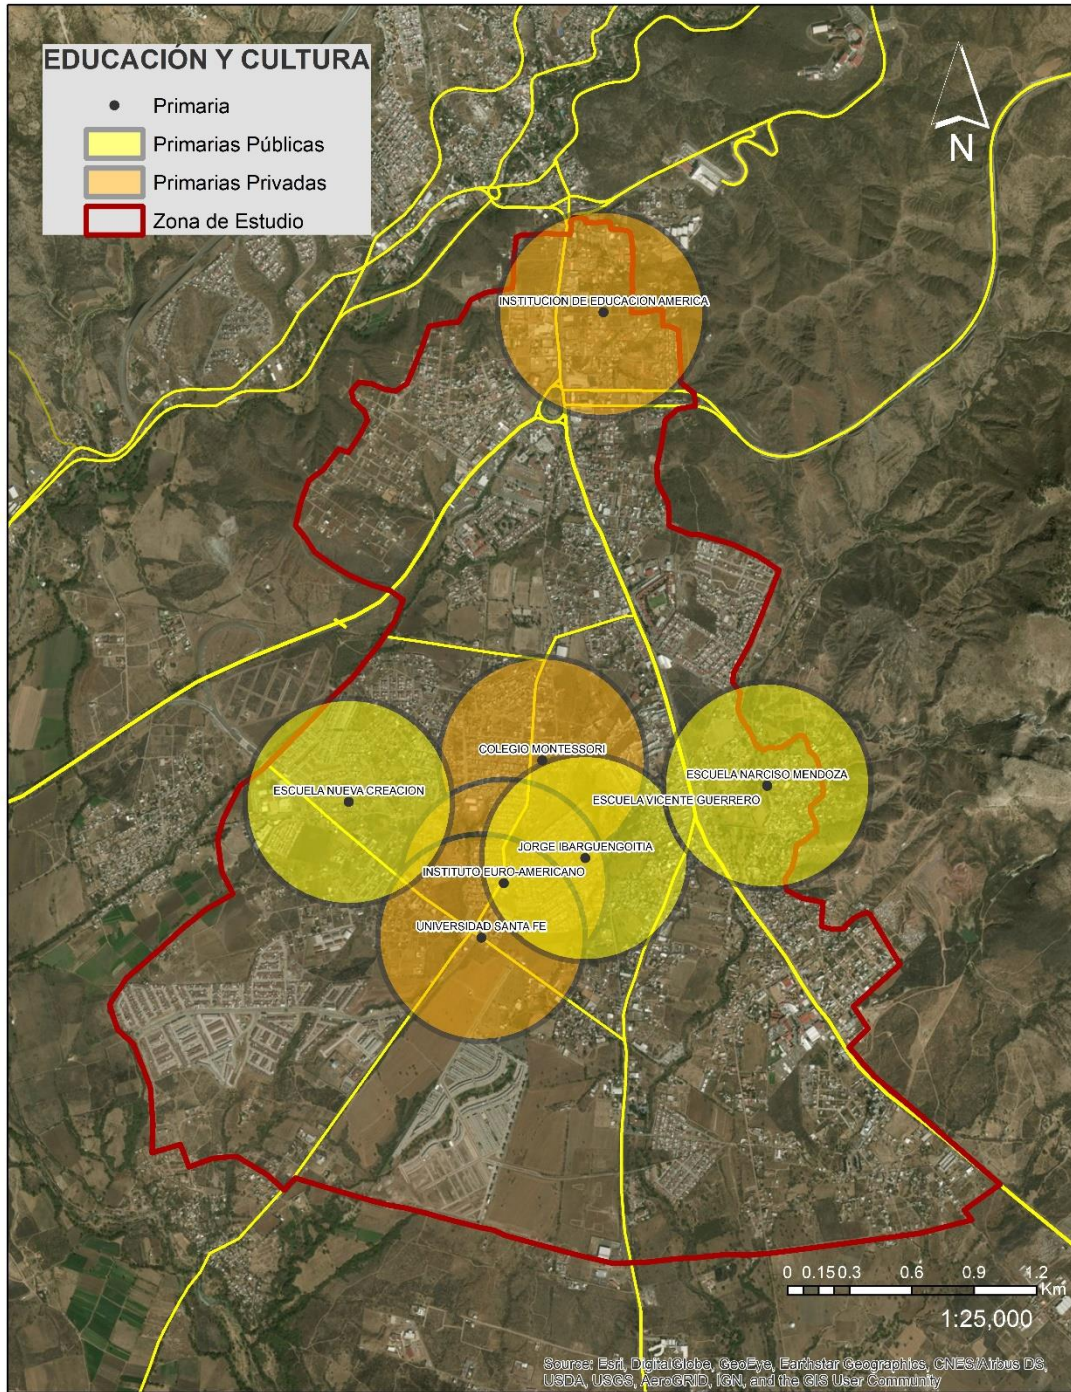 EDUCACIÓN Y CULTURA
Primaria
Primarias Públicas
Primarias Privadas
Zona de Estudio
N
INSTITUCION DE EDUCACION AMERICA
COLEGIO MONTESSORI
ESCUELA NARCISO MENDOZA
ESCUELA NUEVA CREACION
ESCUELA VICENTE GUERRERO
JORGE IBARGUENGOITIA
INSTITUTO EURO-AMERICANO
UNIVERSIDAD SANTA FE
0 0.150.3 0.6 0.9 1.2
Km
1:25,000
Source: Esri, DigitalGlobe, GeoEye, Earthstar Geographics, CNES/Airbus DS,
USDA, USGS, AeroGRID, IGN, and the GIS User Community